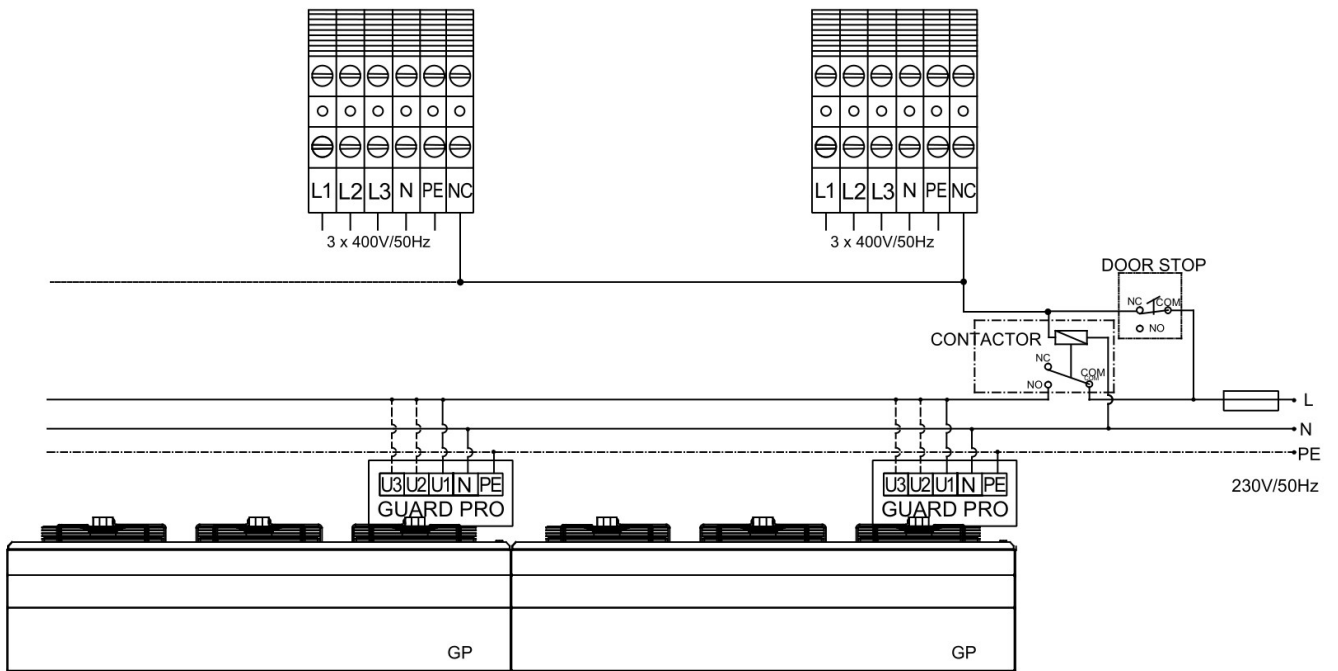 L1 L2 L3 N PE NC
L1 L2 L3 N PE NC
3 x 400V/50Hz
3 x 400V/50Hz
DOOR STOP
NC COM
NO
CONTACTOR
NC
COM
COM
NO
L
N
PE
230V/50Hz
U3 U2 U1 N PE
GUARD PRO
U3 U2 U1 N PE
GUARD PRO
GP
GP